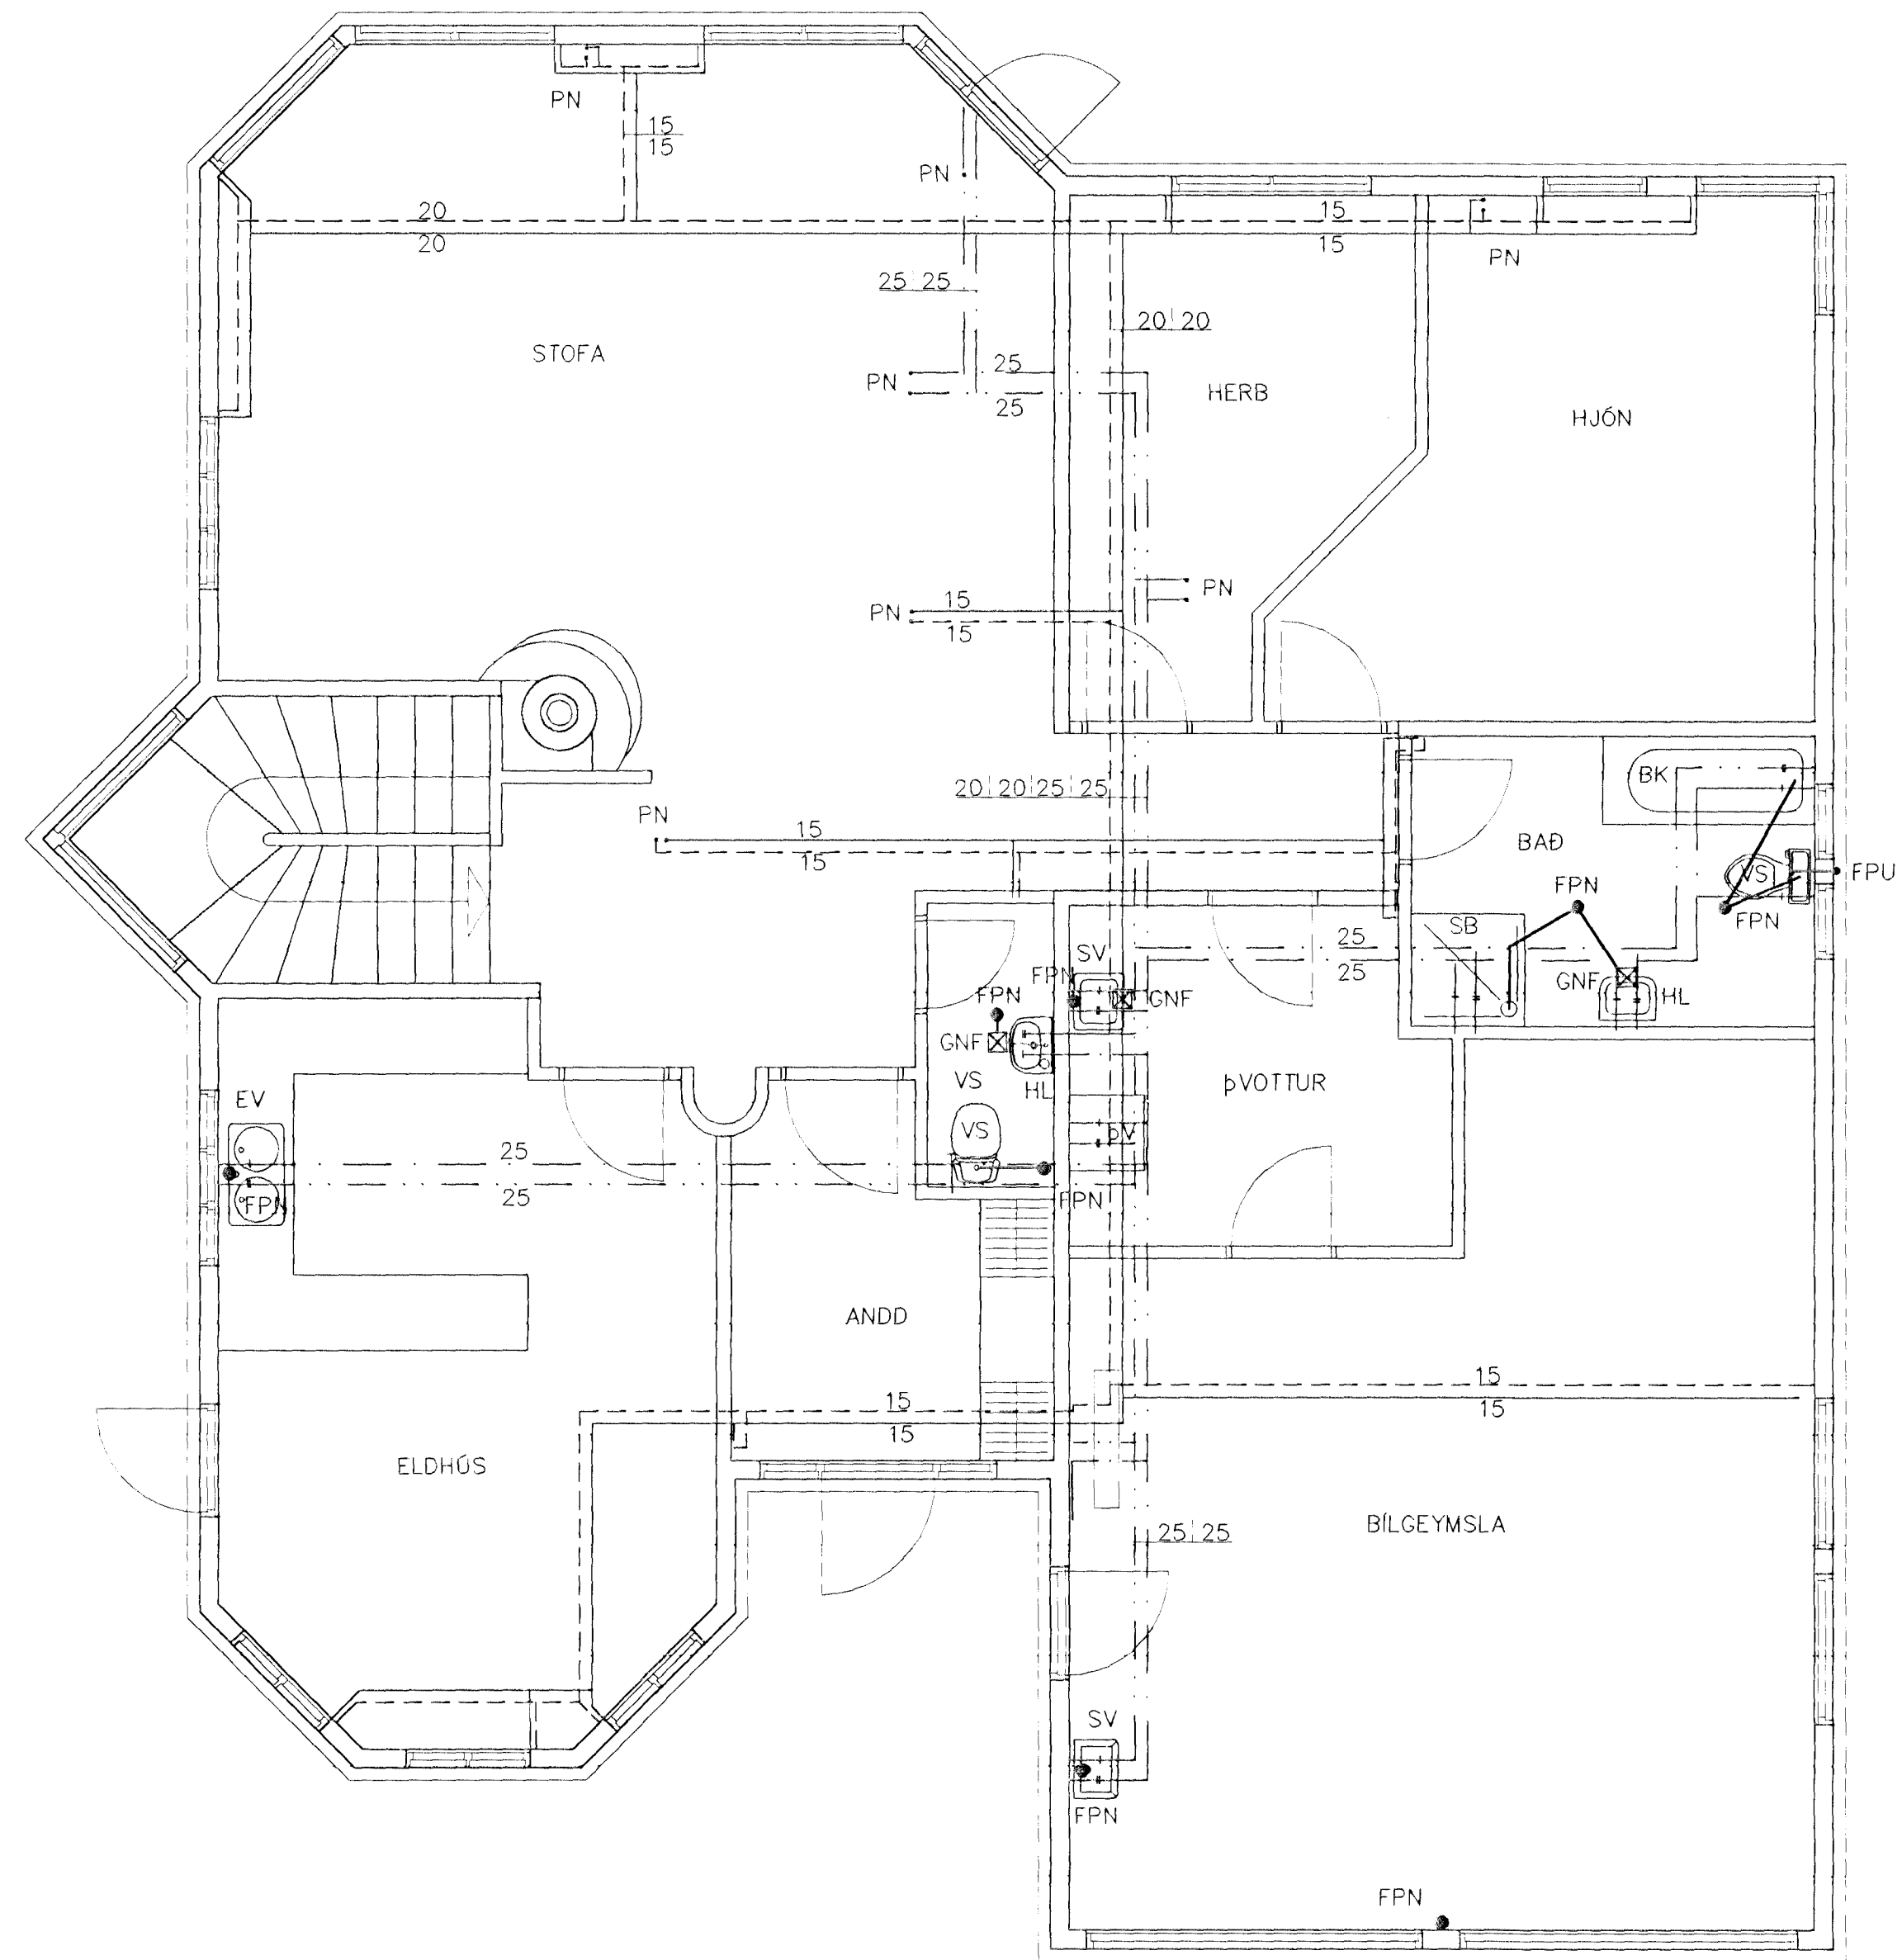 PN
15
15
PN
20
20
15
15
PN
25 25
20 20
STOFA
25
PN
25
HERB
HJÓN
PN
15
PN
15
20 20 25 25
BK
PN
15
15
BAÐ
VS
FPU
FPN
FPN
SB
SV
25
25
FPN
GNF
GNF
HL
FPN
GNF
VS
HL
ÞVOTTUR
EV
VS
ÞV
25
25
FPN
FPN
ANDD
15
15
15
15
ELDHÚS
25 25
BÍLGEYMSLA
SV
FPN
FPN